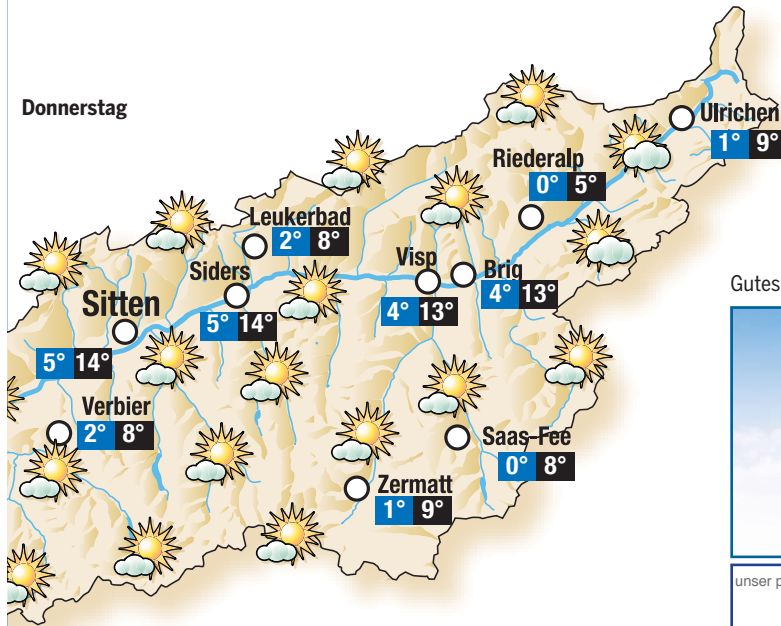 Donnerstag
Ulrichen
1° 9°
Riederalp
0° 5°
Leukerbad
2° 8°
Visp
4° 13°
Brig
4° 13°
Siders
5° 14°
Sitten
5° 14°
Gutes
Verbier
2° 8°
Saas-Fee
0° 8°
Zermatt
1° 9°
unser p